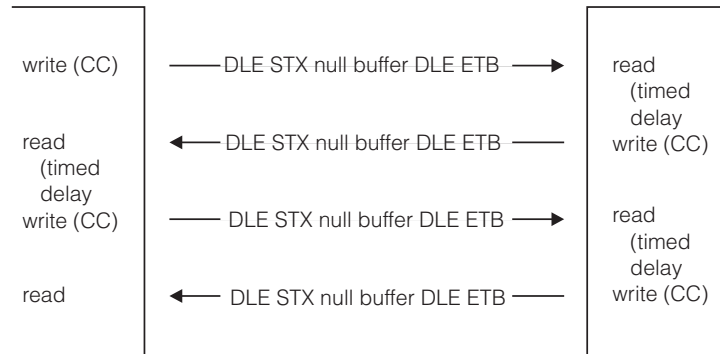 write (CC)
DLE STX null buffer DLE ETB
read
(timed
delay
write (CC)
read
(timed
delay
write (CC)
DLE STX null buffer DLE ETB
DLE STX null buffer DLE ETB
read
(timed
delay
write (CC)
read
DLE STX null buffer DLE ETB